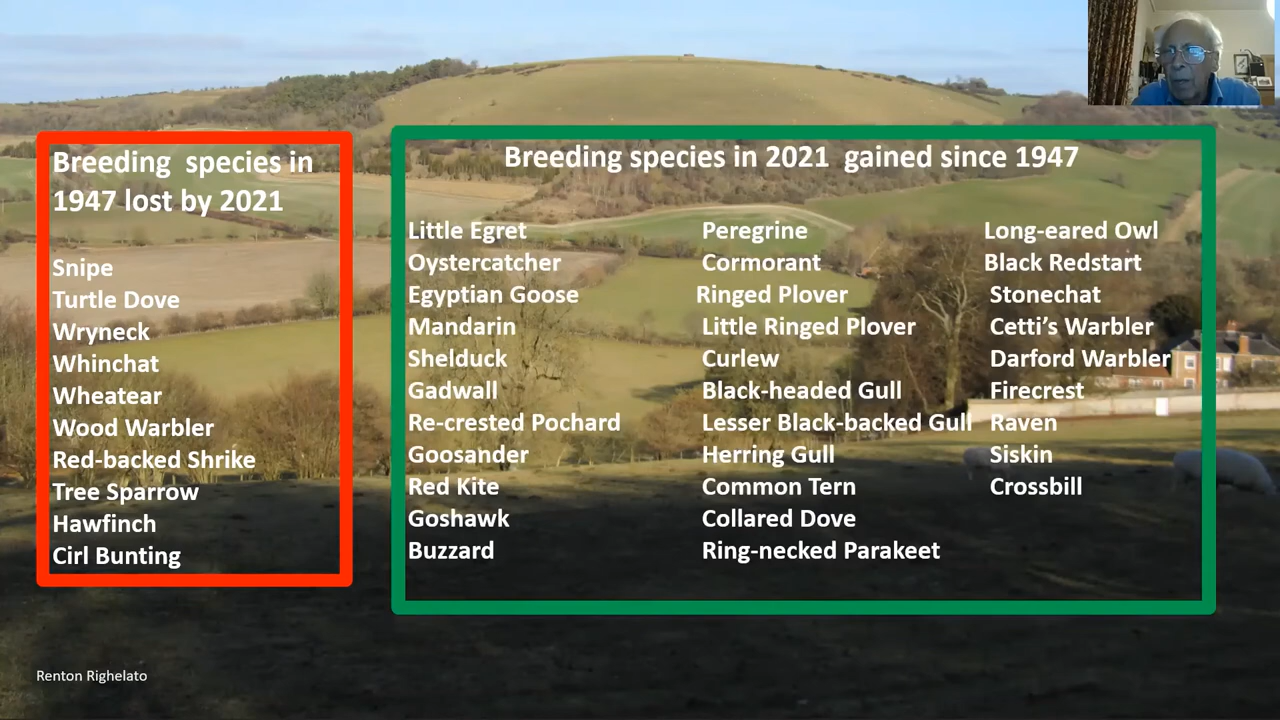 Breeding species in
1947 lost by 2021
Snipe
Turtle Dove
Wryneck
Whinchat
Wheatear
Wood Warbler
Red-backed Shrike
Tree Sparrow
Hawfinch
Cirl Bunting
Breeding species in 2021 gained since 1947
Little Egret
Oystercatcher
Egyptian Goose
Mandarin
Shelduck
Gadwall
Re-crested Pochard
Goosander
Red Kite
Goshawk
Buzzard
Peregrine
Cormorant
Ringed Plover
Little Ringed Plover
Curlew
Black-headed Gull
Lesser Black-backed Gull
Herring Gull
Common Tern
Collared Dove
Ring-necked Parakeet
Long-eared Owl
Black Redstart
Stonechat
Cetti’s Warbler
Darford Warbler
Firecrest
Raven
Siskin
Crossbill
Renton Righelato